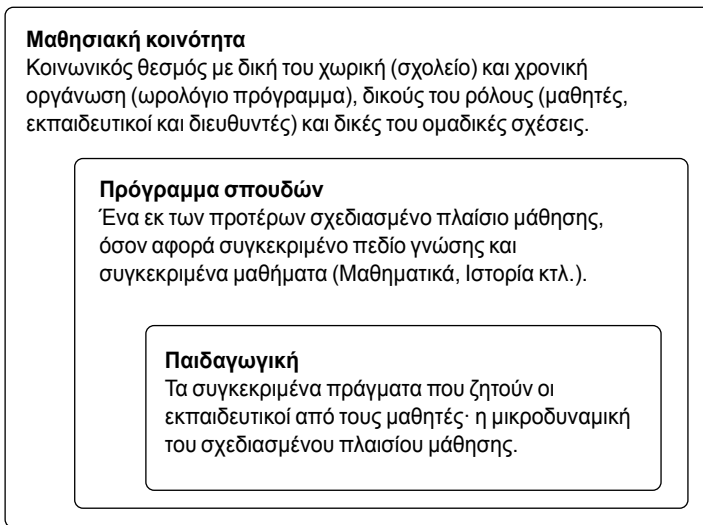 Μαθησιακή κοινότητα
Κοινωνικός θεσμός με δική του χωρική (σχολείο) και χρονική
οργάνωση (ωρολόγιο πρόγραμμα), δικούς του ρόλους (μαθητές,
εκπαιδευτικοί και διευθυντές) και δικές του ομαδικές σχέσεις.
Πρόγραμμα σπουδών
Ένα εκ των προτέρων σχεδιασμένο πλαίσιο μάθησης,
όσον αφορά συγκεκριμένο πεδίο γνώσης και
συγκεκριμένα μαθήματα (Μαθηματικά, Ιστορία κτλ.).
Παιδαγωγική
Τα συγκεκριμένα πράγματα που ζητούν οι
εκπαιδευτικοί από τους μαθητές· η μικροδυναμική
του σχεδιασμένου πλαισίου μάθησης.